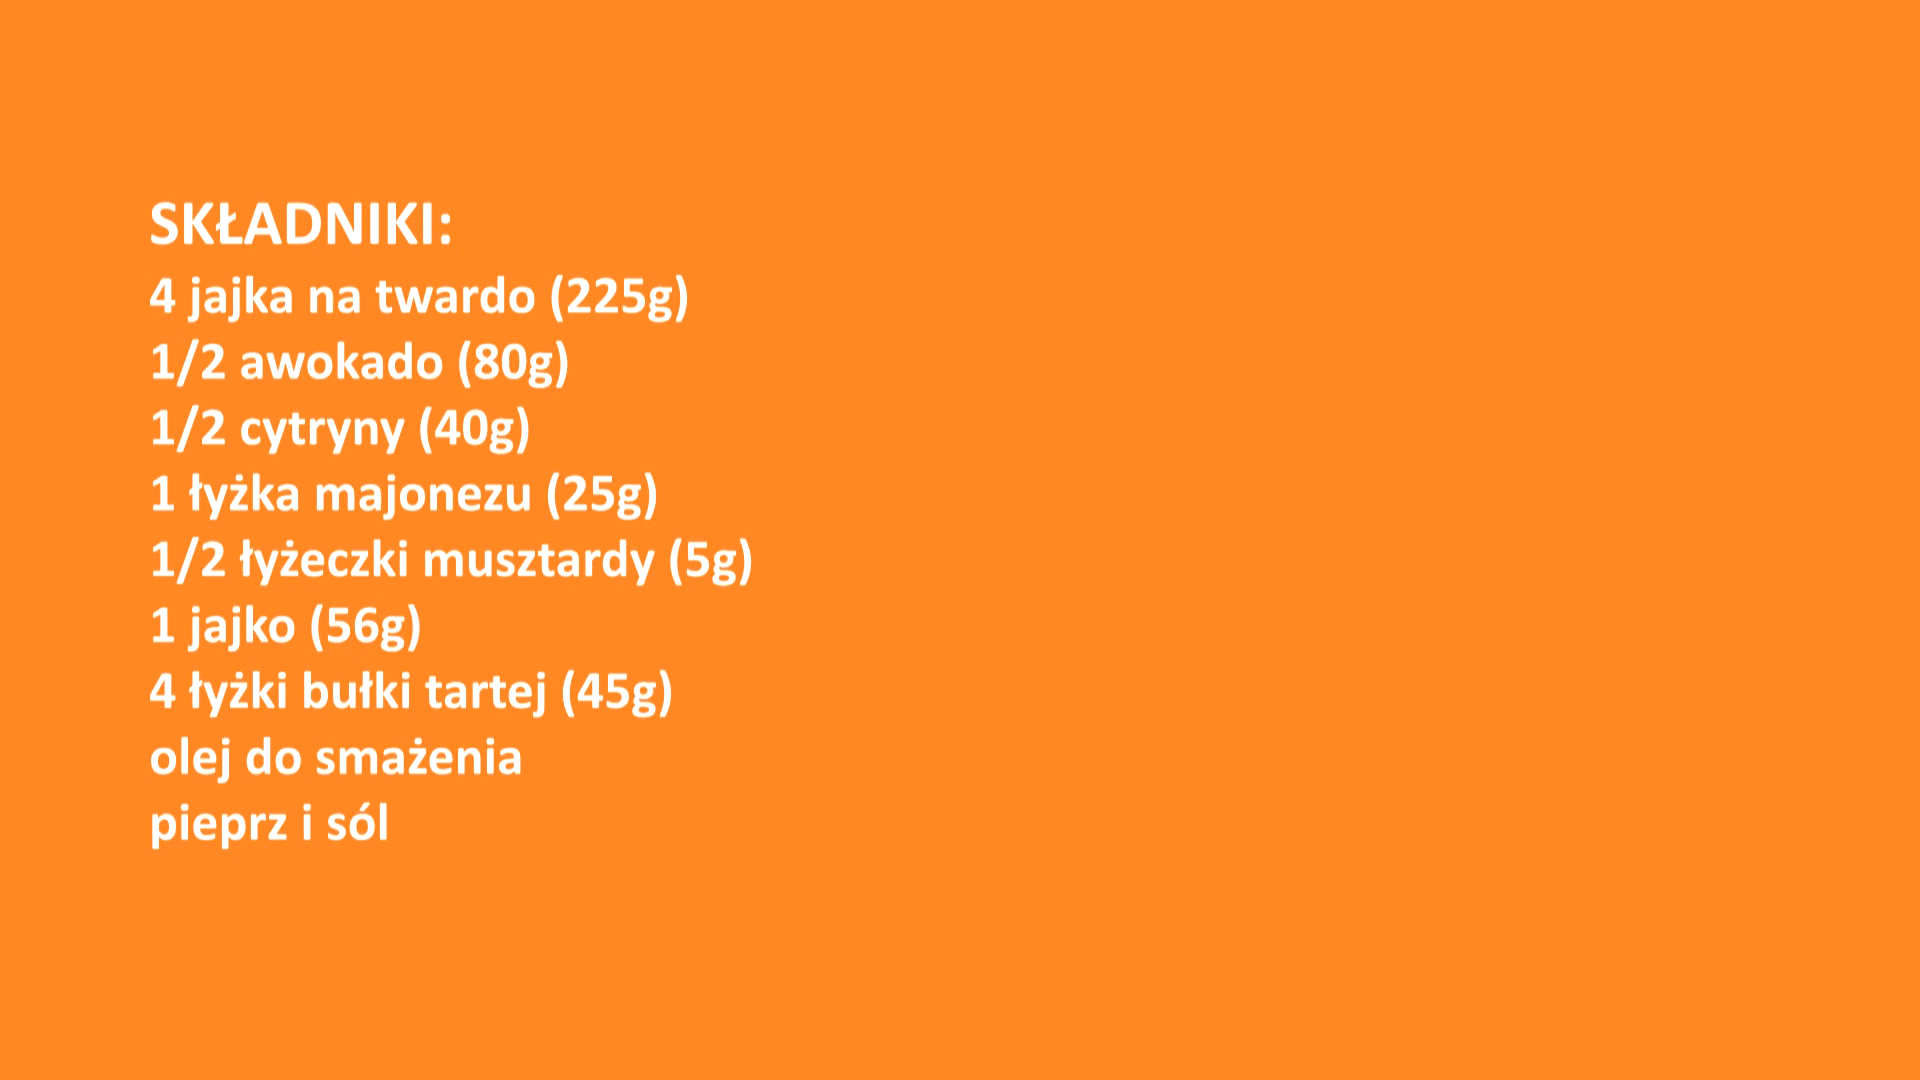 SKŁADNIKI:
4 jajka na twardo (225g)
1/2 awokado (80g)
1/2 cytryny (40g)
1 łyżka majonezu (25g)
1/2 łyżeczki musztardy (5g)
1 jajko (56g)
4 łyżki bułki tartej (45g)
olej do smażenia
pieprz i sól